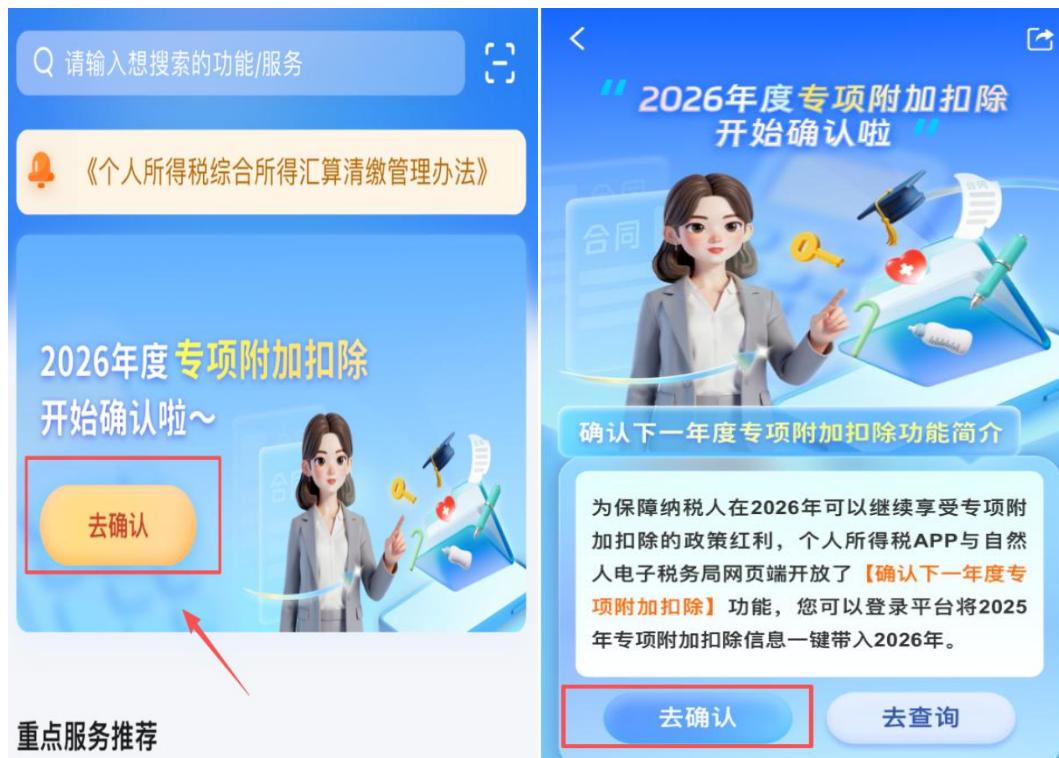 请输入想搜索的功能/服务
《个人所得税综合所得汇算清缴管理办法》
2026年度专项附加扣除
开始确认啦～
合同
去确认
重点服务推荐
2026年度专项附加扣除
开始确认啦
合同
合同
合同
确认下一年度专项附加扣除功能简介
为保障纳税人在2026年可以继续享受专项附
加扣除的政策红利，个人所得税APP与自然
人电子税务局网页端开放了【确认下一年度专
项附加扣除】功能，您可以登录平台将2025
年专项附加扣除信息一键带入2026年。
去确认
去查询